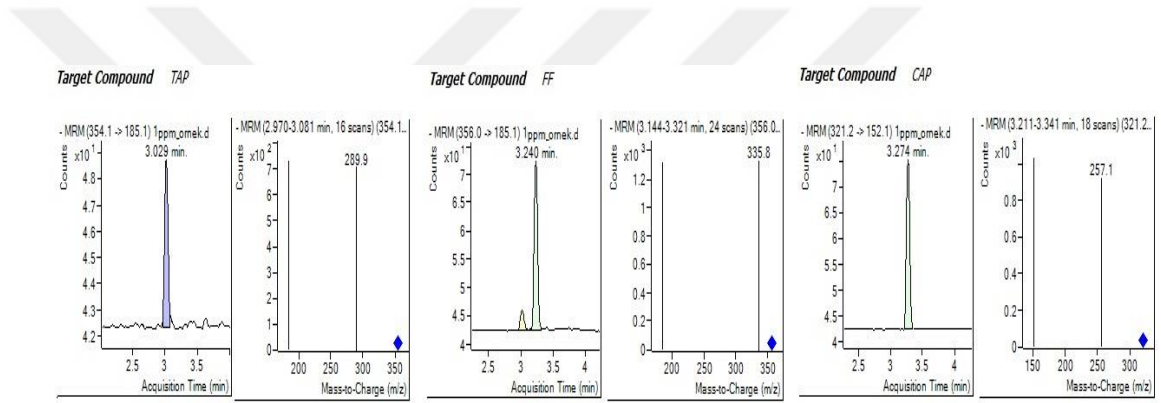 Target Compound TAP
- MRM (354.1 -> 185.1) 1ppm_ornek.d
Counts
x10 1
3.029 min.
4.8
4.7
4.6
4.5
4.4
4.3
4.2
2.5 3 3.5
Acquisition Time (min)
- MRM (2.970-3.081 min, 16 scans) (354.1..
Counts
x10 2
289.9
7
6
5
4
3
2
1
0
200 250 300 350
Mass-to-Charge (m/z)
Target Compound FF
- MRM (356.0 -> 185.1) 1ppm_ornek.d
Counts
x10 1
3.240 min.
7
6.5
6
5.5
5
4.5
4
2.5 3 3.5 4
Acquisition Time (min)
- MRM (3.144-3.321 min, 24 scans) (356.0..
Counts
x10 3
335.8
1.2
1
0.8
0.6
0.4
0.2
0
200 250 300 350
Mass-to-Charge (m/z)
Target Compound CAP
- MRM (321.2 -> 152.1) 1ppm_ornek.d
Counts
x10 1
3.274 min.
7
6.5
6
5.5
5
4.5
4
2.5 3 3.5 4
Acquisition Time (min)
- MRM (3.211-3.341 min, 18 scans) (321.2..
Counts
x10 3
257.1
0.8
0.6
0.4
0.2
0
150 200 250 300
Mass-to-Charge (m/z)